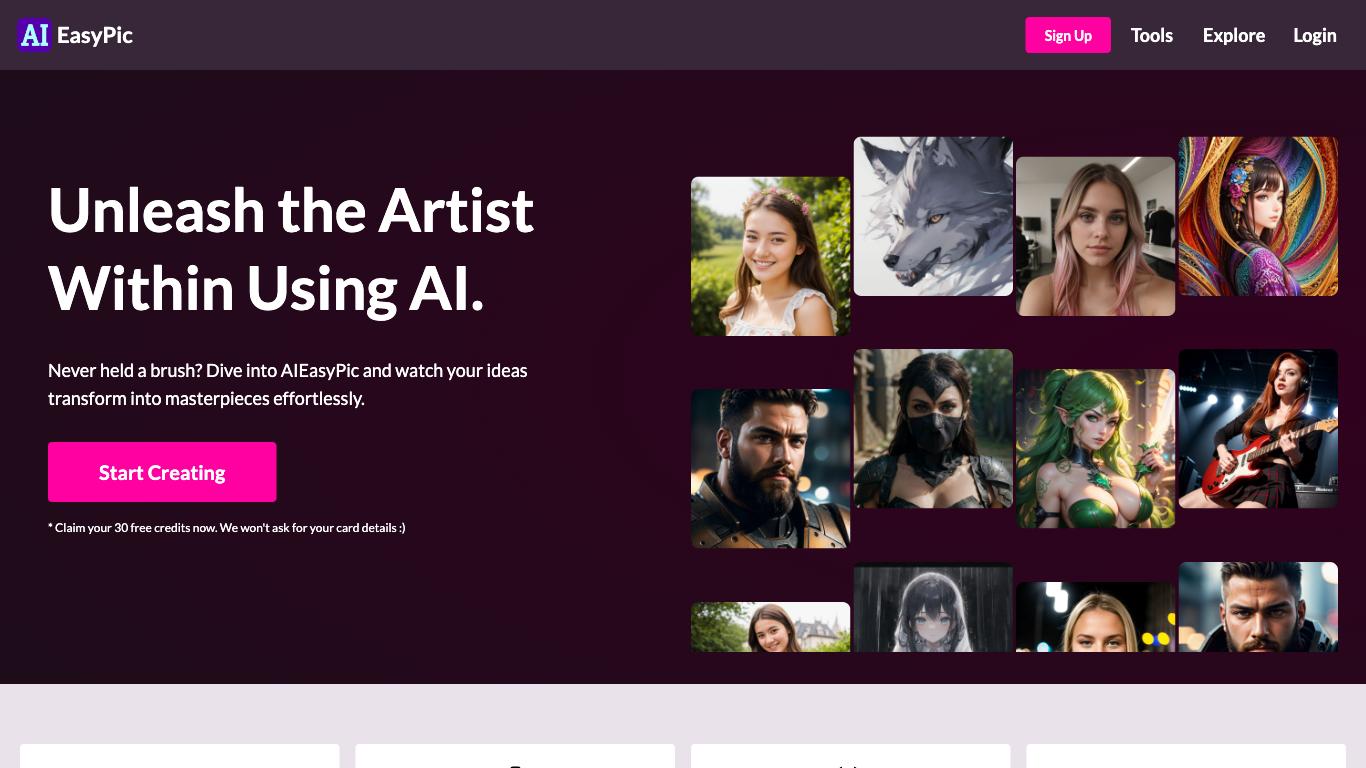 AI EasyPic
Sign Up
Tools
Explore
Login
Unleash the Artist
Within Using AI.
Never held a brush? Dive into AIEasyPic and watch your ideas
transform into masterpieces effortlessly.
Start Creating
* Claim your 30 free credits now. We won't ask for your card details :)